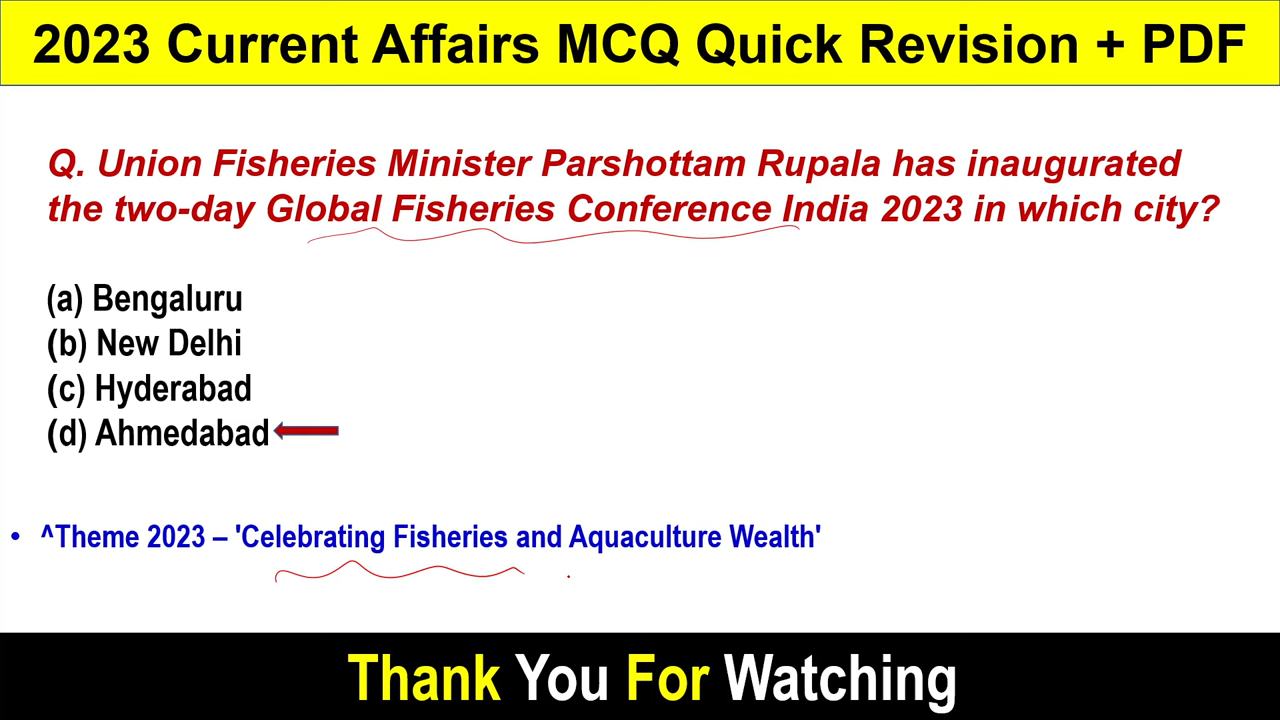 2023 Current Affairs MCQ Quick Revision + PDF
Q. Union Fisheries Minister Parshottam Rupala has inaugurated
the two-day Global Fisheries Conference India 2023 in which city?
(a) Bengaluru
(b) New Delhi
(c) Hyderabad
(d) Ahmedabad
• ^Theme 2023 – 'Celebrating Fisheries and Aquaculture Wealth'
Thank You For Watching